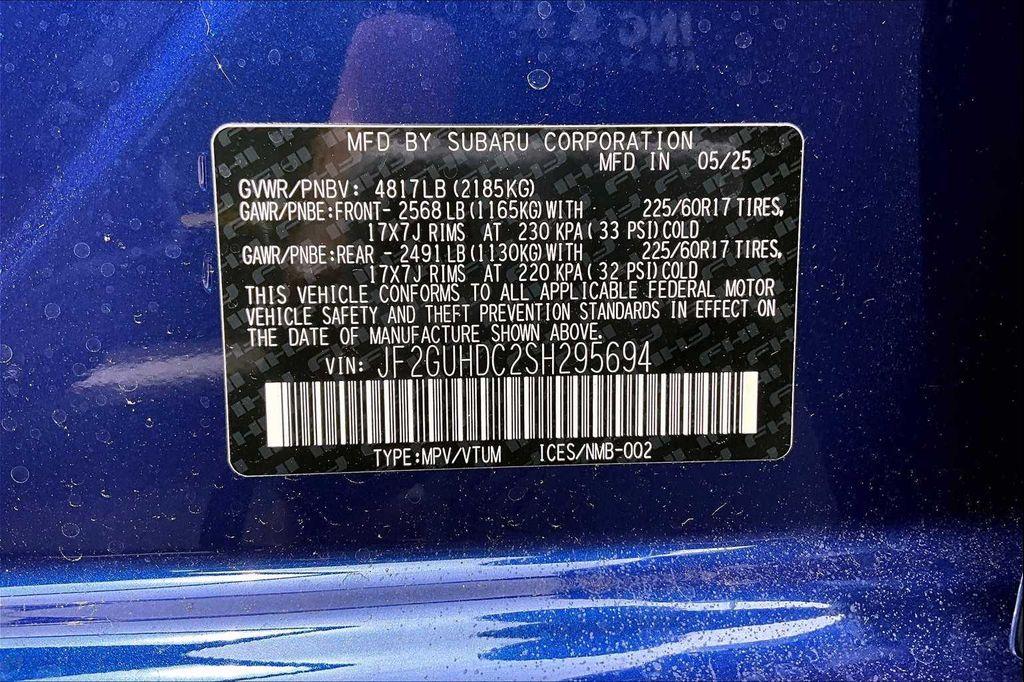 MFD BY SUBARU CORPORATION
MFD IN 05/25
GVWR/PNBV: 4817LB (2185KG)
GAWR/PNBE:FRONT- 2568 LB (1165KG) WITH 225/60R17 TIRES,
17X7J RIMS AT 230 KPA ( 33 PSI) COLD
GAWR/PNBE:REAR - 2491 LB (1130KG) WITH 225/60R17 TIRES,
17X7J RIMS AT 220 KPA ( 32 PSI) COLD
THIS VEHICLE CONFORMS TO ALL APPLICABLE FEDERAL MOTOR
VEHICLE SAFETY AND THEFT PREVENTION STANDARDS IN EFFECT ON
THE DATE OF MANUFACTURE SHOWN ABOVE.
VIN: JF2GUHDC2SH295694
TYPE:MPV/VTUM ICES/NMB-002